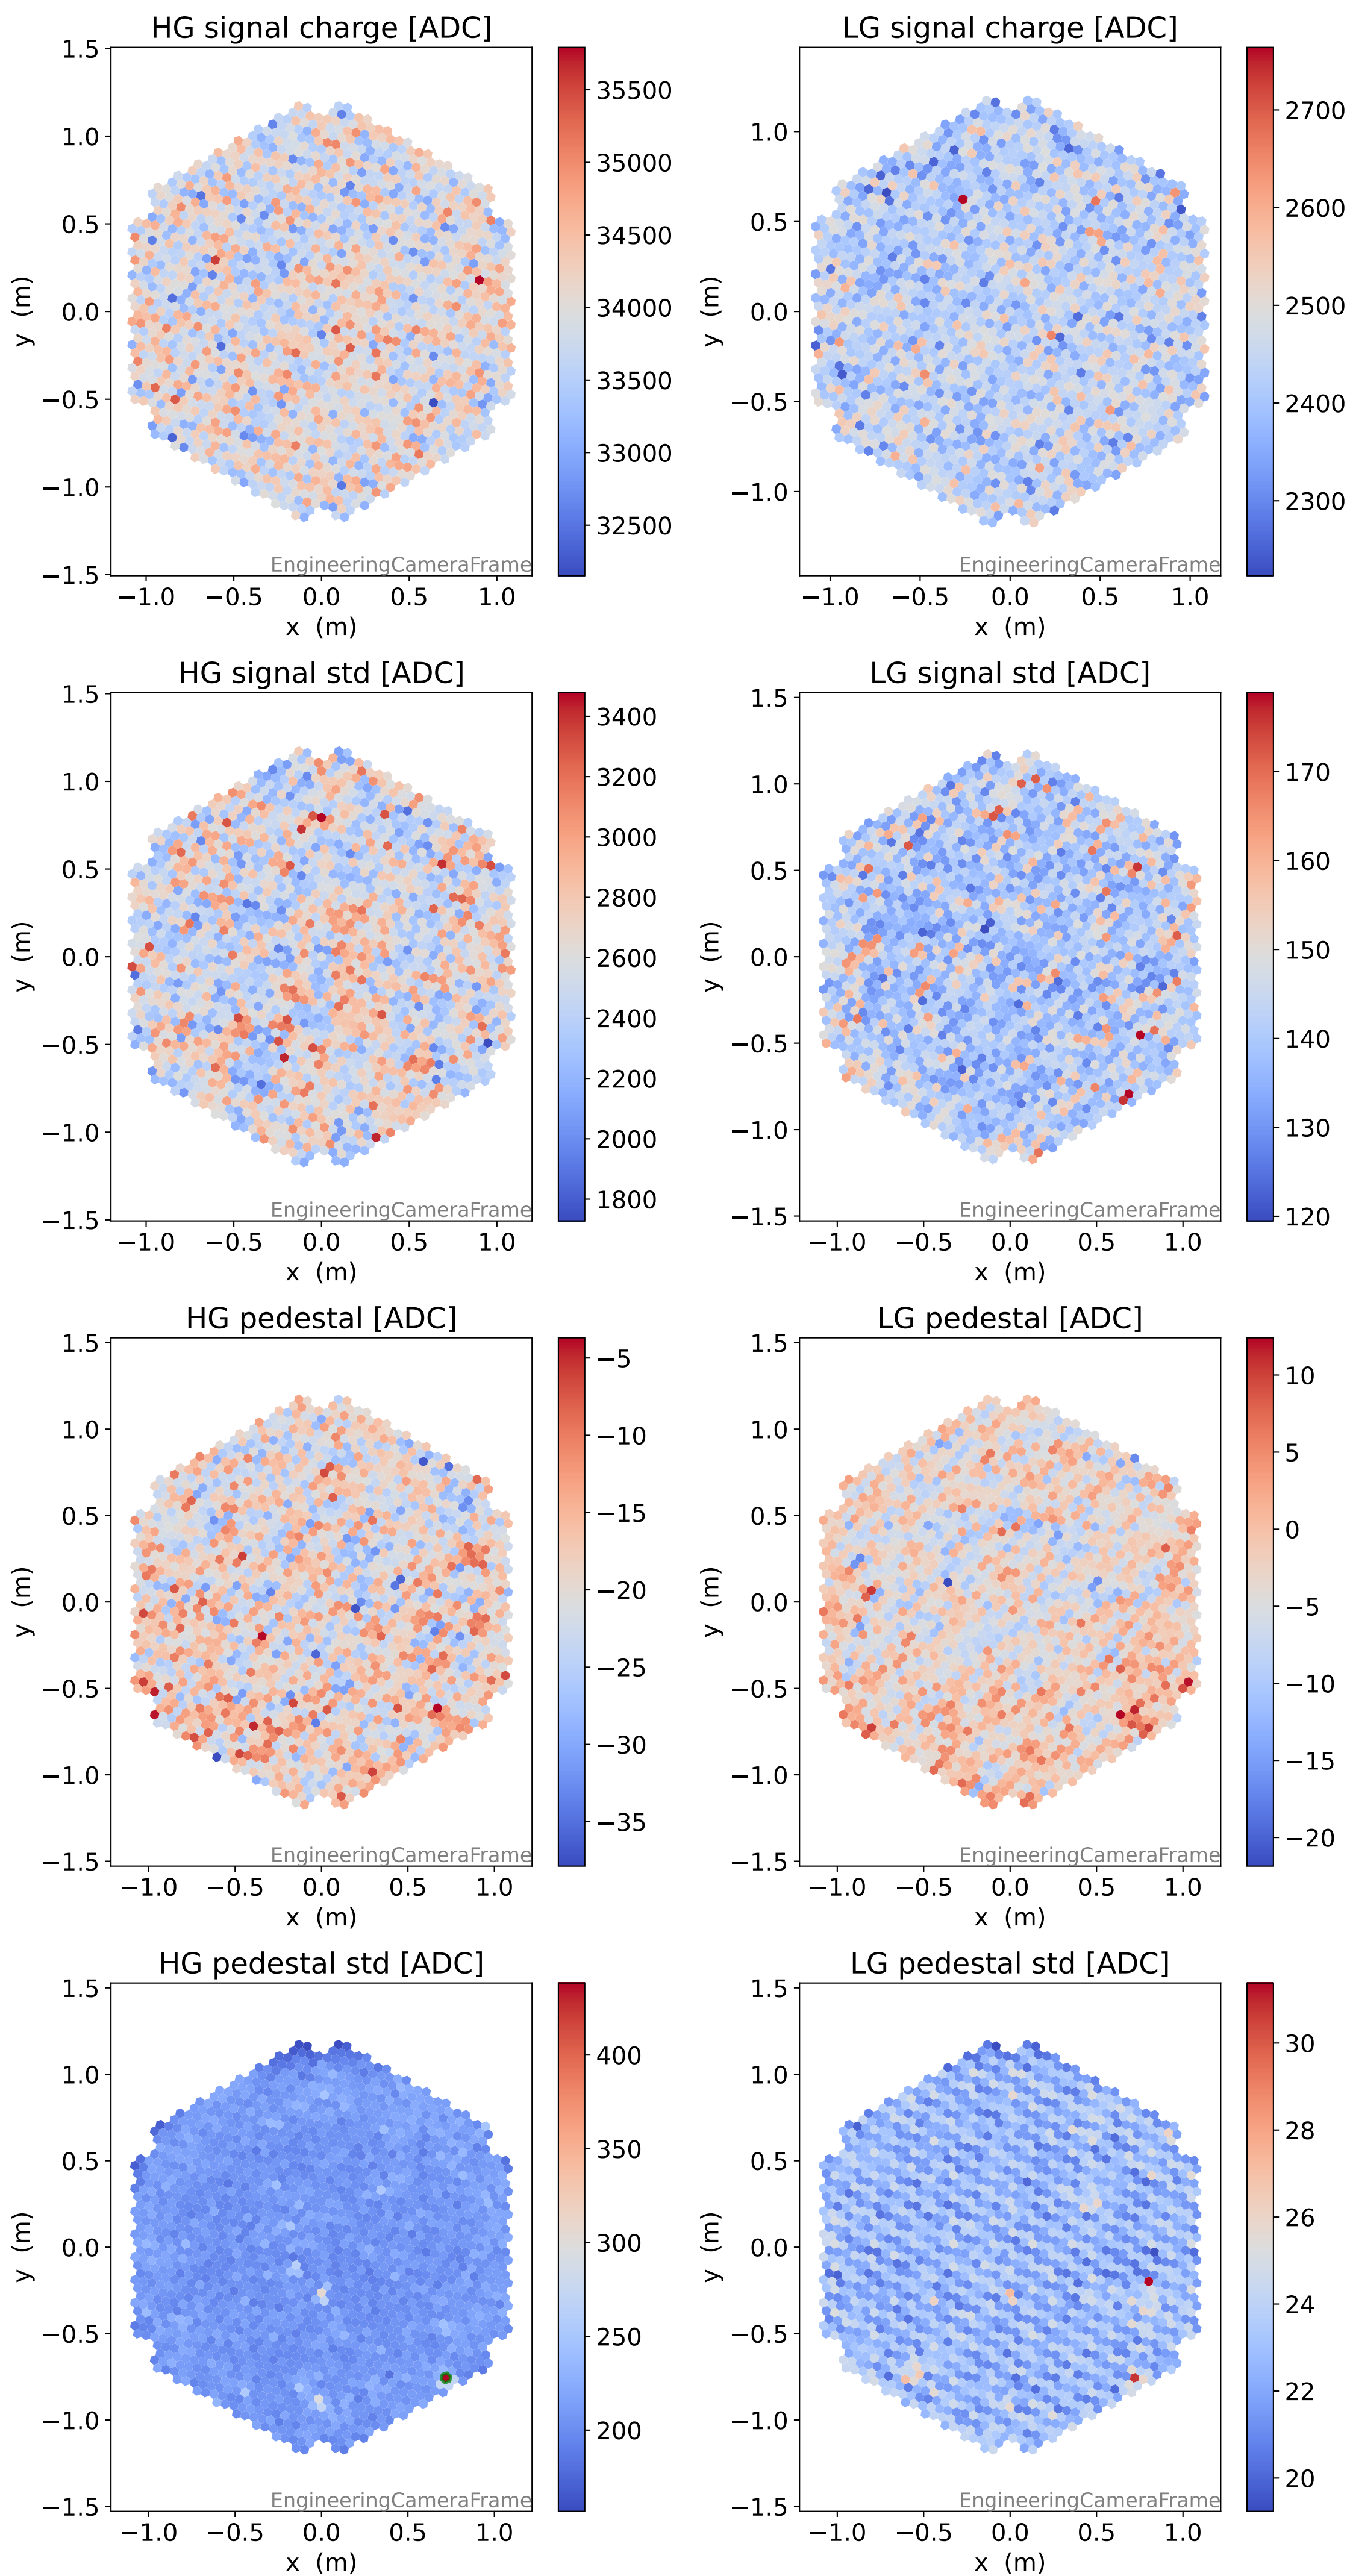 HG signal charge [ADC]
LG signal charge [ADC]
1.5
1.0
0.5
0.0
−0.5
−1.0
−1.5
y (m)
−1.0 −0.5 0.0 0.5 1.0
x (m)
EngineeringCameraFrame
35500
35000
34500
34000
33500
33000
32500
1.0
0.5
0.0
−0.5
−1.0
y (m)
−1.0 −0.5 0.0 0.5 1.0
x (m)
EngineeringCameraFrame
2700
2600
2500
2400
2300
HG signal std [ADC]
LG signal std [ADC]
1.5
1.0
0.5
0.0
−0.5
−1.0
−1.5
y (m)
−1.0 −0.5 0.0 0.5 1.0
x (m)
EngineeringCameraFrame
3400
3200
3000
2800
2600
2400
2200
2000
1800
1.5
1.0
0.5
0.0
−0.5
−1.0
−1.5
y (m)
−1.0 −0.5 0.0 0.5 1.0
x (m)
EngineeringCameraFrame
170
160
150
140
130
120
HG pedestal [ADC]
LG pedestal [ADC]
1.5
1.0
0.5
0.0
−0.5
−1.0
−1.5
y (m)
−1.0 −0.5 0.0 0.5 1.0
x (m)
EngineeringCameraFrame
−5
−10
−15
−20
−25
−30
−35
1.5
1.0
0.5
0.0
−0.5
−1.0
−1.5
y (m)
−1.0 −0.5 0.0 0.5 1.0
x (m)
EngineeringCameraFrame
10
5
0
−5
−10
−15
−20
HG pedestal std [ADC]
LG pedestal std [ADC]
1.5
1.0
0.5
0.0
−0.5
−1.0
−1.5
y (m)
−1.0 −0.5 0.0 0.5 1.0
x (m)
EngineeringCameraFrame
400
350
300
250
200
1.5
1.0
0.5
0.0
−0.5
−1.0
−1.5
y (m)
−1.0 −0.5 0.0 0.5 1.0
x (m)
EngineeringCameraFrame
30
28
26
24
22
20